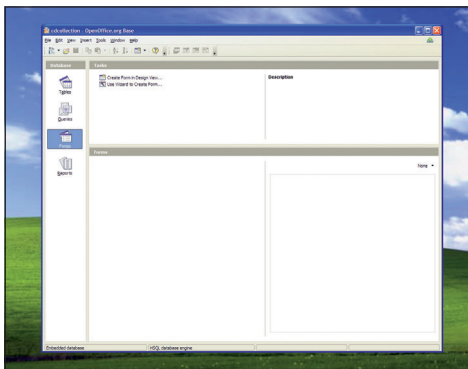 cdcollection - OpenOffice.org Base
File Edit View Insert Tools Window Help
Database
Tasks
Tables
Queries
Forms
Reports
Create Form in Design View...
Use Wizard to Create Form...
Description
Forms
None
Embedded database
HSQL database engine